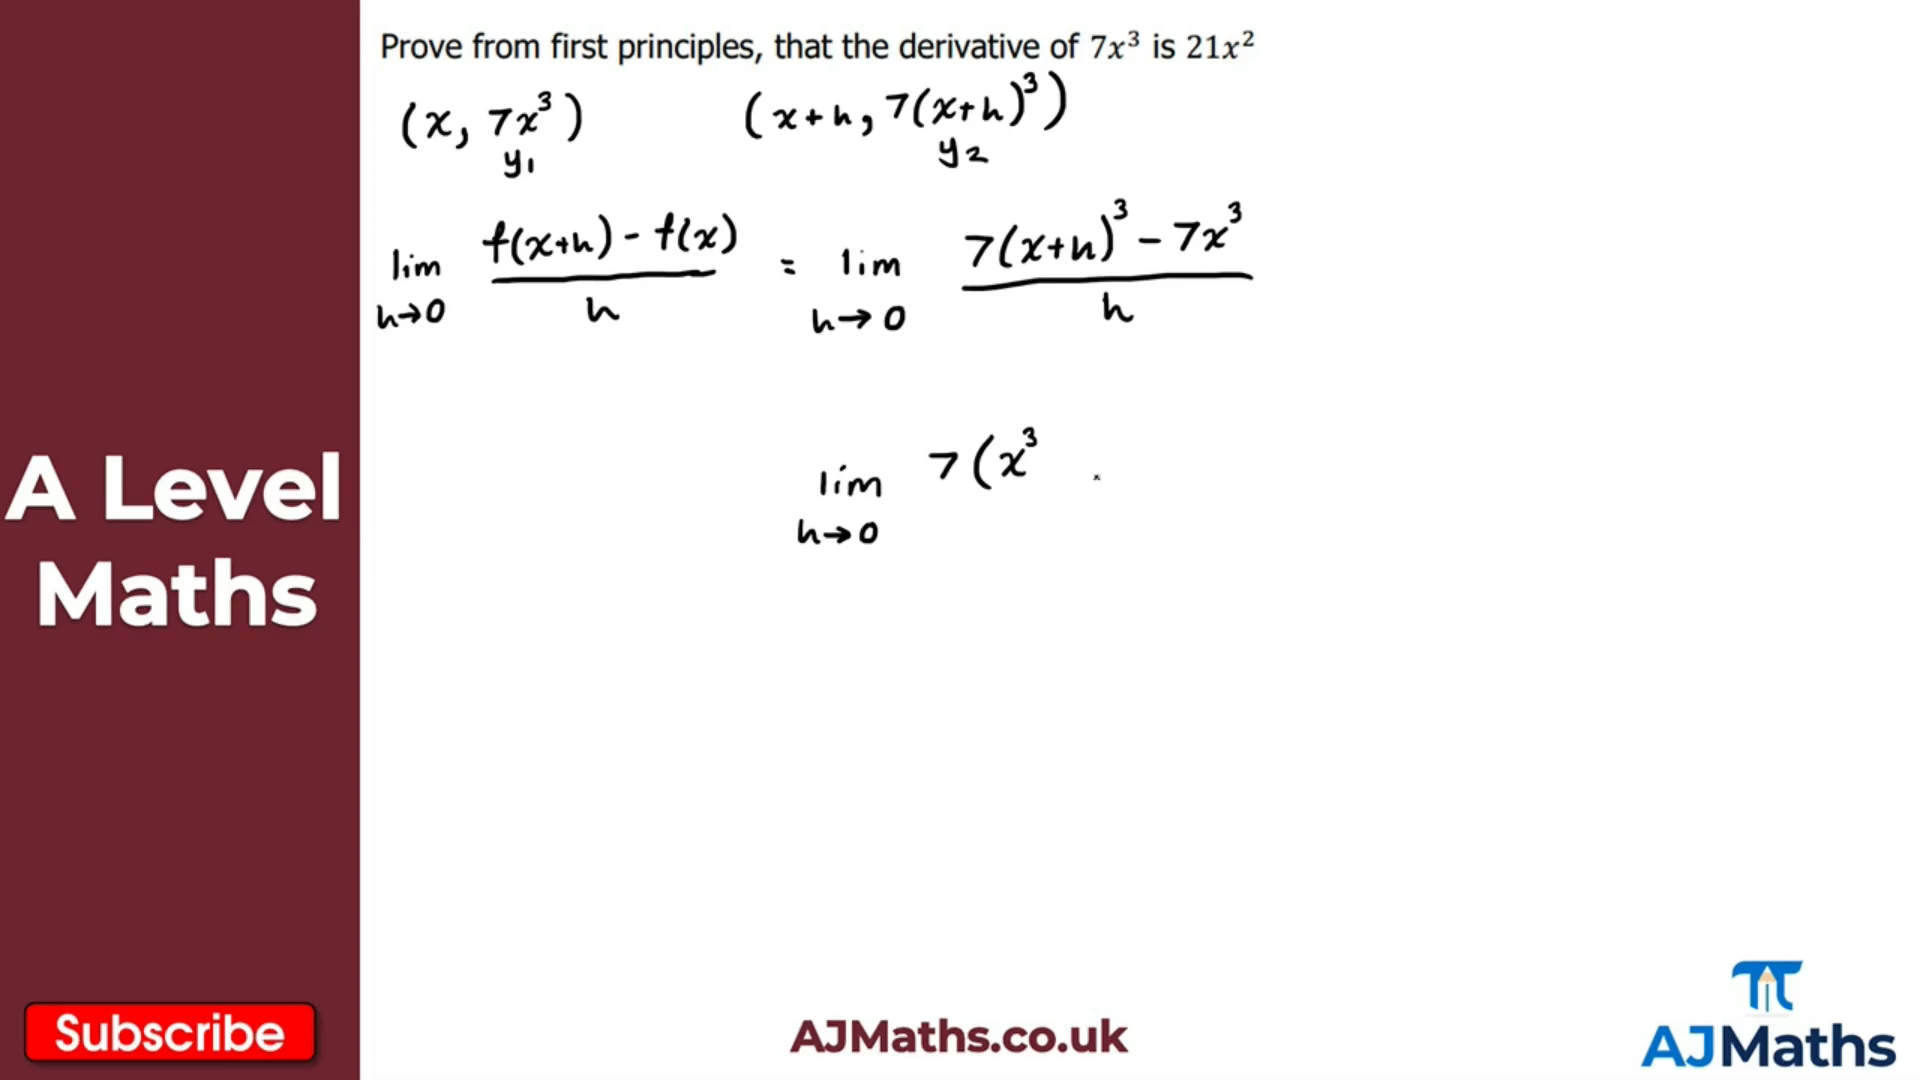 Prove from first principles, that the derivative of 7x³ is 21x²
(x, 7x³) (x+h, 7(x+h)³)
y₁ y₂
lim h→0 f(x+h) - f(x) / h = lim h→0 7(x+h)³ - 7x³ / h
lim h→0 7(x³
A Level
Maths
Subscribe
AJMaths.co.uk
AJMaths